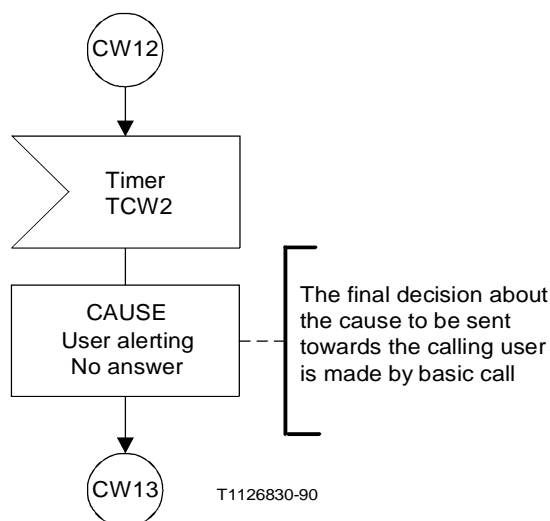 CW12
Timer
TCW2
CAUSE
User alerting
No answer
The final decision about
the cause to be sent
towards the calling user
is made by basic call
CW13
T1126830-90